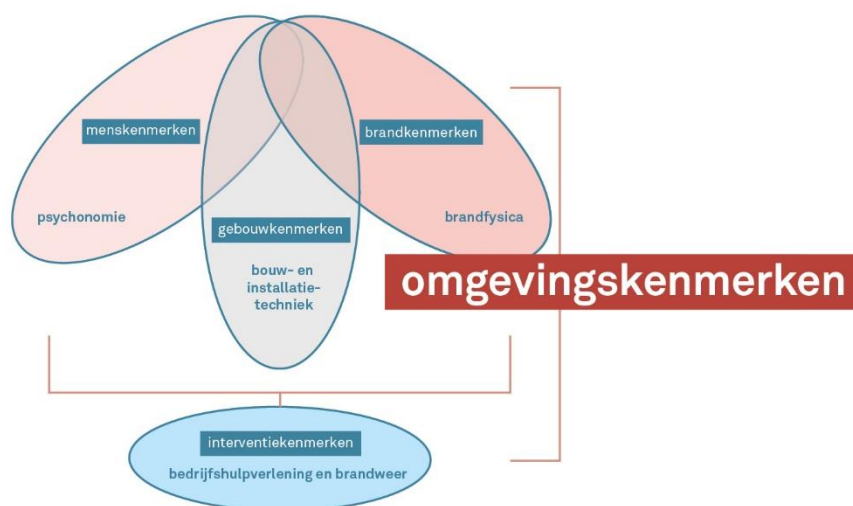 menskenmerken
brandkenmerken
psychonomie
brandfysica
gebouwkenmerken
bouw- en
installatie-
techniek
omgevingskenmerken
interventiekenmerken
bedrijfshulpverlening en brandweer